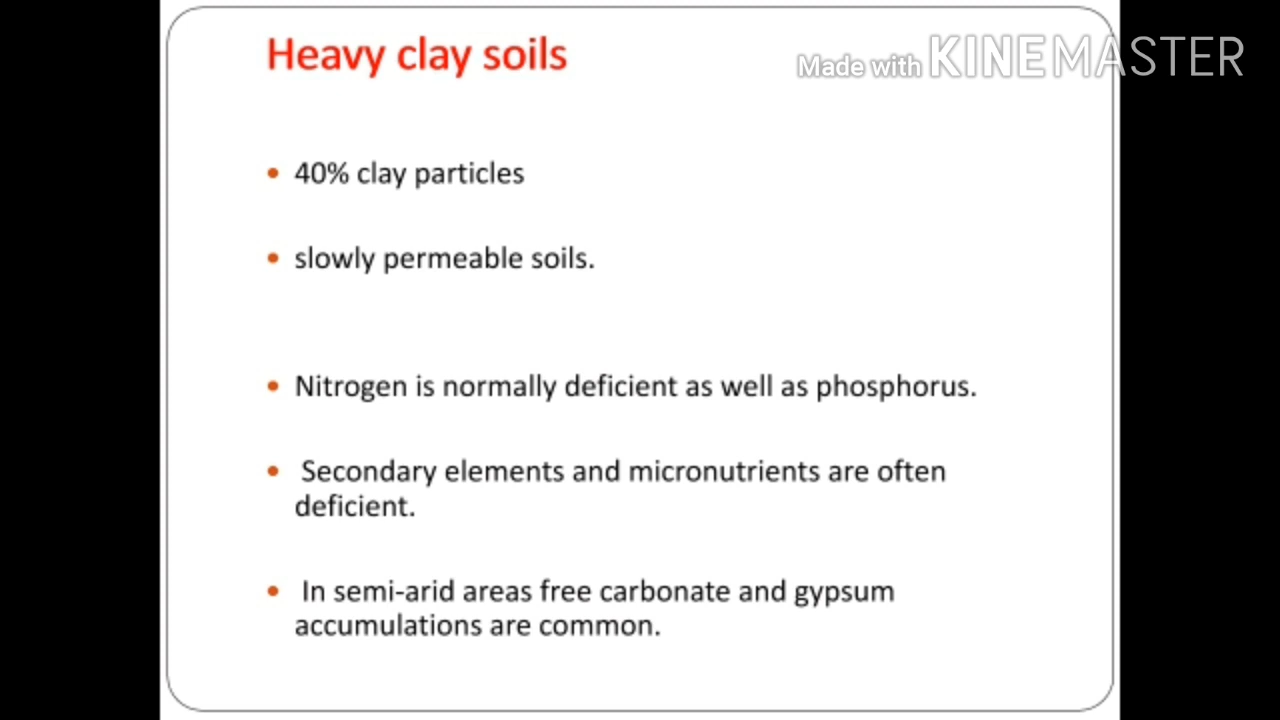 Heavy clay soils
Made with KINEMASTER
• 40% clay particles
• slowly permeable soils.
• Nitrogen is normally deficient as well as phosphorus.
• Secondary elements and micronutrients are often
deficient.
• In semi-arid areas free carbonate and gypsum
accumulations are common.